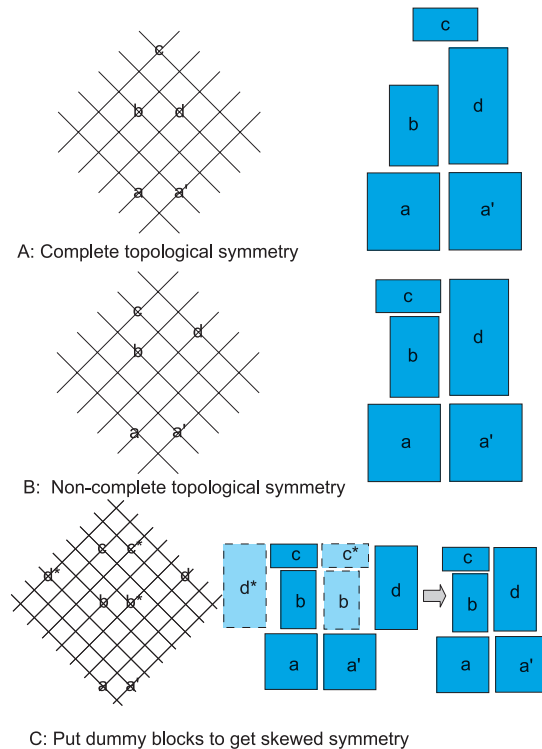 c
b d
a a'
c
b
d
a
a'
A: Complete topological symmetry
c
d
b
a a'
c
b
d
a
a'
B: Non-complete topological symmetry
c c*
d* d
b b*
a a'
d*
c
c*
b
b
d
a
a'
c
b
d
a
a'
C: Put dummy blocks to get skewed symmetry